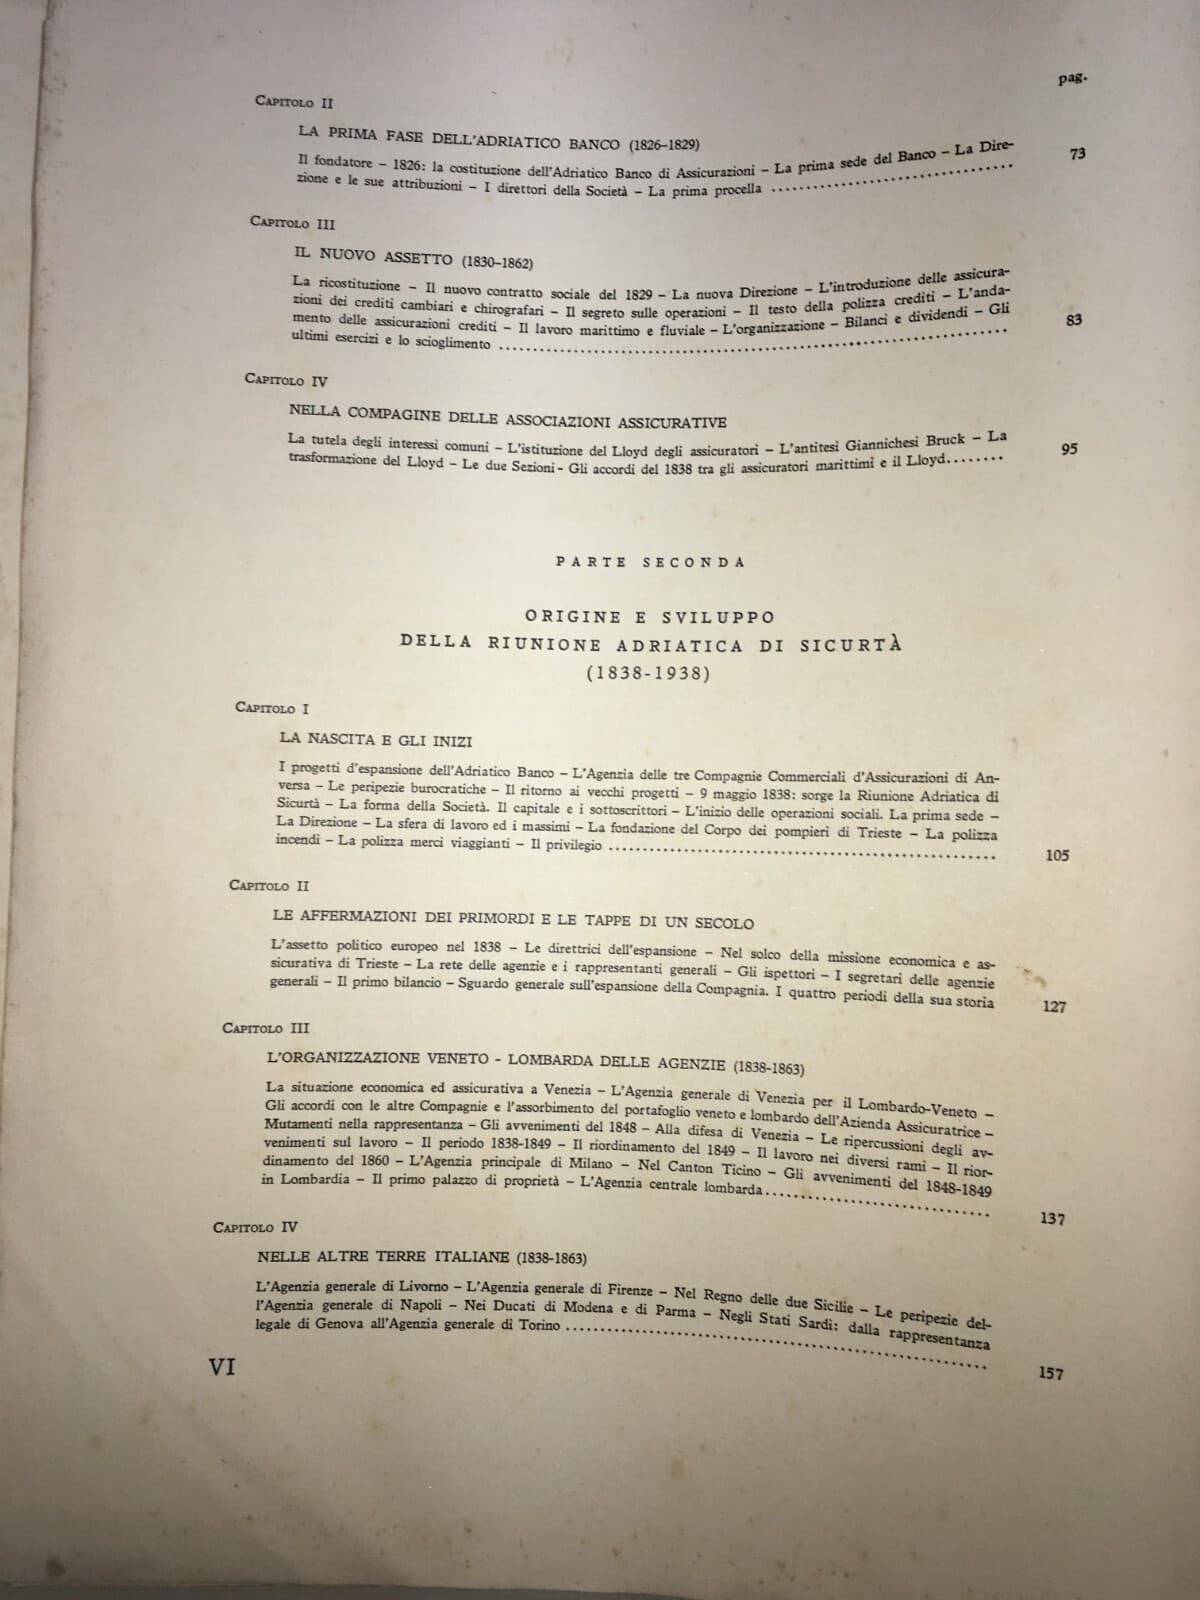 pag.
CAPITOLO II
LA PRIMA FASE DELL'ADRIATICO BANCO (1826-1829)
Il fondatore – 1826: la costituzione dell'Adriatico Banco di Assicurazioni – La prima sede del Banco – La Dire-
zione e le sue attribuzioni – I direttori della Società – La prima procella .............................. 73
CAPITOLO III
IL NUOVO ASSETTO (1830-1862)
La ricostituzione – Il nuovo contratto sociale del 1829 – La nuova Direzione – L'introduzione delle assicura-
zioni dei crediti cambiari e chirografari – Il segreto sulle operazioni – Il testo della polizza crediti – L'anda-
mento delle assicurazioni crediti – Il lavoro marittimo e fluviale – L'organizzazione – Bilanci e dividendi – Gli
ultimi esercizi e lo scioglimento .............................. 83
CAPITOLO IV
NELLA COMPAGINE DELLE ASSOCIAZIONI ASSICURATIVE
La tutela degli interessi comuni – L'istituzione del Lloyd degli assicuratori – L'antitesi Giannichesi Bruck – La
trasformazione del Lloyd – Le due Sezioni- Gli accordi del 1838 tra gli assicuratori marittimi e il Lloyd........ 95
PARTE SECONDA
ORIGINE E SVILUPPO
DELLA RIUNIONE ADRIATICA DI SICURTÀ
(1838-1938)
CAPITOLO I
LA NASCITA E GLI INIZI
I progetti d'espansione dell'Adriatico Banco – L'Agenzia delle tre Compagnie Commerciali d'Assicurazioni di An-
versa – Le peripezie burocratiche – Il ritorno ai vecchi progetti – 9 maggio 1838: sorge la Riunione Adriatica di
Sicurtà – La forma della Società. Il capitale e i sottoscrittori – L'inizio delle operazioni sociali. La prima sede –
La Direzione – La sfera di lavoro ed i massimi – La fondazione del Corpo dei pompieri di Trieste – La polizza
incendi – La polizza merci viaggianti – Il privilegio .............................. 105
CAPITOLO II
LE AFFERMAZIONI DEI PRIMORDI E LE TAPPE DI UN SECOLO
L'assetto politico europeo nel 1838 – Le direttrici dell'espansione – Nel solco della missione economica e as-
sicurativa di Trieste – La rete delle agenzie e i rappresentanti generali – Gli ispettori – I segretari delle agenzie
generali – Il primo bilancio – Sguardo generale sull'espansione della Compagnia. I quattro periodi della sua storia 127
CAPITOLO III
L'ORGANIZZAZIONE VENETO - LOMBARDA DELLE AGENZIE (1838-1863)
La situazione economica ed assicurativa a Venezia – L'Agenzia generale di Venezia per il Lombardo-Veneto –
Gli accordi con le altre Compagnie e l'assorbimento del portafoglio veneto e lombardo dell'Azienda Assicuratrice –
Mutamenti nella rappresentanza – Gli avvenimenti del 1848 – Alla difesa di Venezia – Le ripercussioni degli av-
venimenti sul lavoro – Il periodo 1838-1849 – Il riordinamento del 1849 – Il lavoro nei diversi rami – Il rior-
dinamento del 1860 – L'Agenzia principale di Milano – Nel Canton Ticino – Gli avvenimenti del 1848-1849
in Lombardia – Il primo palazzo di proprietà – L'Agenzia centrale lombarda.............................. 137
CAPITOLO IV
NELLE ALTRE TERRE ITALIANE (1838-1863)
L'Agenzia generale di Livorno – L'Agenzia generale di Firenze – Nel Regno delle due Sicilie – Le peripezie del-
l'Agenzia generale di Napoli – Nei Ducati di Modena e di Parma – Negli Stati Sardi: dalla rappresentanza
legale di Genova all'Agenzia generale di Torino .............................. 157
VI